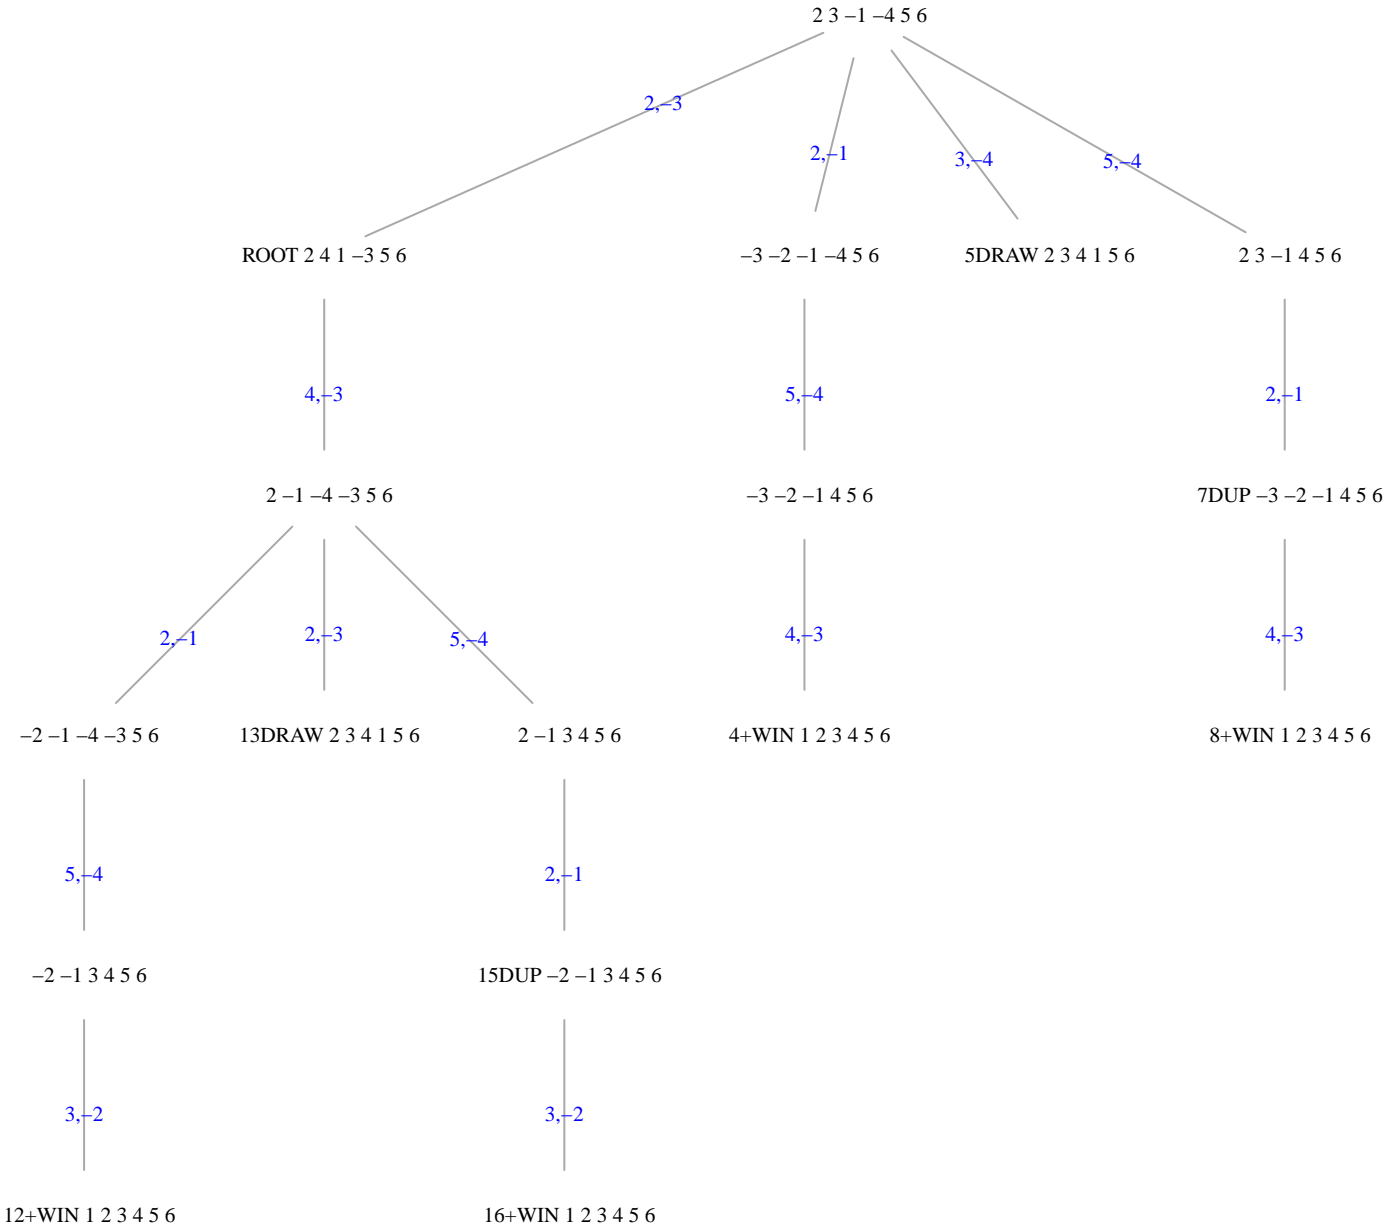 2 3 –1 –4 5 6
2,–3
2,–1
3,–4
5,–4
ROOT 2 4 1 –3 5 6
–3 –2 –1 –4 5 6
5DRAW 2 3 4 1 5 6
2 3 –1 4 5 6
4,–3
5,–4
2,–1
2 –1 –4 –3 5 6
–3 –2 –1 4 5 6
7DUP –3 –2 –1 4 5 6
2,–1
2,–3
5,–4
4,–3
4,–3
–2 –1 –4 –3 5 6
13DRAW 2 3 4 1 5 6
2 –1 3 4 5 6
4+WIN 1 2 3 4 5 6
8+WIN 1 2 3 4 5 6
5,–4
2,–1
–2 –1 3 4 5 6
15DUP –2 –1 3 4 5 6
3,–2
3,–2
12+WIN 1 2 3 4 5 6
16+WIN 1 2 3 4 5 6